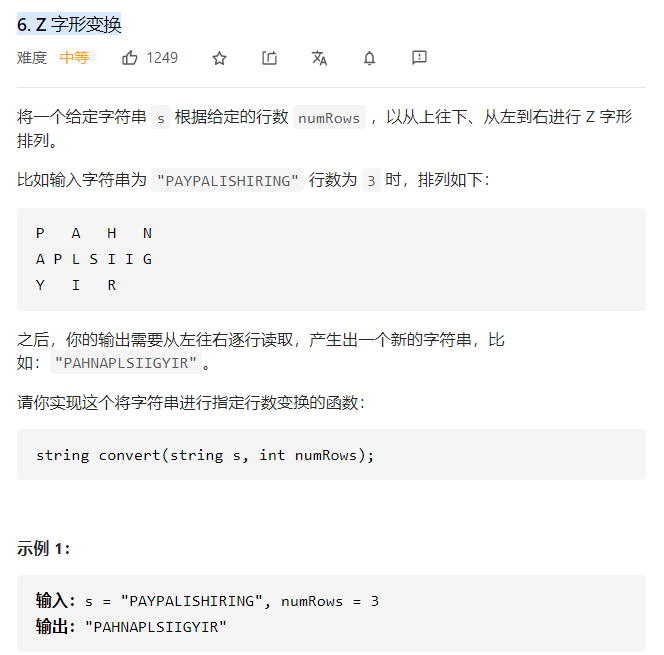 6. Z 字形变换
难度 中等 1249
将一个给定字符串 s 根据给定的行数 numRows ，以从上往下、从左到右进行 Z 字形
排列。
比如输入字符串为 "PAYPALISHIRING" 行数为 3 时，排列如下：
P   A   H   N
A P L S I I G
Y   I   R
之后，你的输出需要从左往右逐行读取，产生出一个新的字符串，比
如："PAHNAPLSIIGYIR"。
请你实现这个将字符串进行指定行数变换的函数：
string convert(string s, int numRows);
示例 1：
输入：s = "PAYPALISHIRING", numRows = 3
输出："PAHNAPLSIIGYIR"